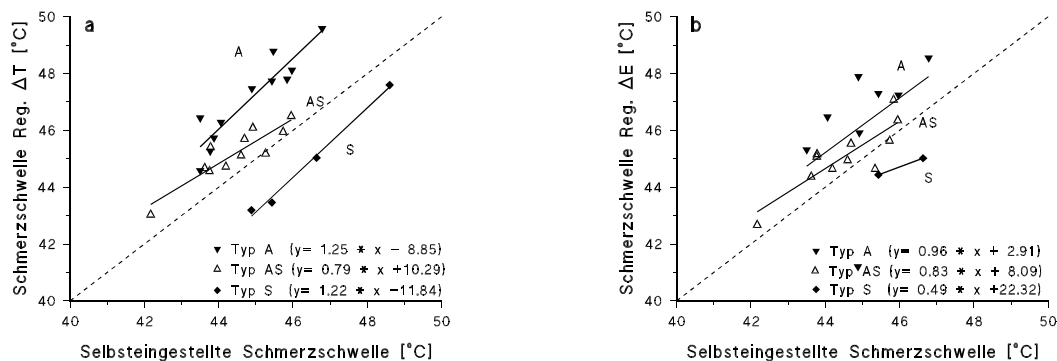 a
Schmerzschwelle Reg. ΔT [°C]
50
48
46
44
42
40
A
AS
S
▼ Typ A (y= 1.25 * x − 8.85)
△ Typ AS (y= 0.79 * x +10.29)
◆ Typ S (y= 1.22 * x −11.84)
40 42 44 46 48 50
Selbsteingestellte Schmerzschwelle [°C]
b
Schmerzschwelle Reg. ΔE [°C]
50
48
46
44
42
40
A
AS
S
▼ Typ A (y= 0.96 * x + 2.91)
△ Typ AS (y= 0.83 * x + 8.09)
◆ Typ S (y= 0.49 * x +22.32)
40 42 44 46 48 50
Selbsteingestellte Schmerzschwelle [°C]